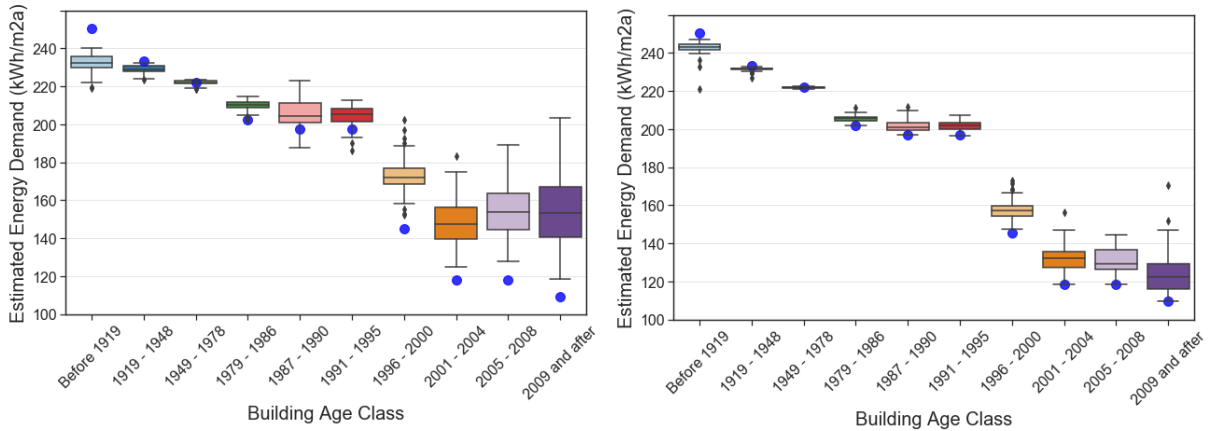 Estimated Energy Demand (kWh/m2a)
240
220
200
180
160
140
120
100
Before 1919
1919 - 1948
1949 - 1978
1979 - 1986
1987 - 1990
1991 - 1995
1996 - 2000
2001 - 2004
2005 - 2008
2009 and after
Building Age Class
Estimated Energy Demand (kWh/m2a)
240
220
200
180
160
140
120
100
Before 1919
1919 - 1948
1949 - 1978
1979 - 1986
1987 - 1990
1991 - 1995
1996 - 2000
2001 - 2004
2005 - 2008
2009 and after
Building Age Class